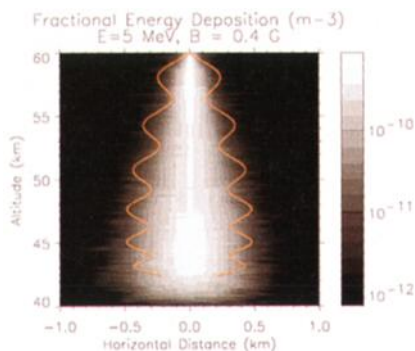 Fractional Energy Deposition (m-3)
E=5 MeV, B = 0.4 G
60
55
50
45
40
Altitude (km)
-1.0 -0.5 0.0 0.5 1.0
Horizontal Distance (km)
10-10
10-11
10-12